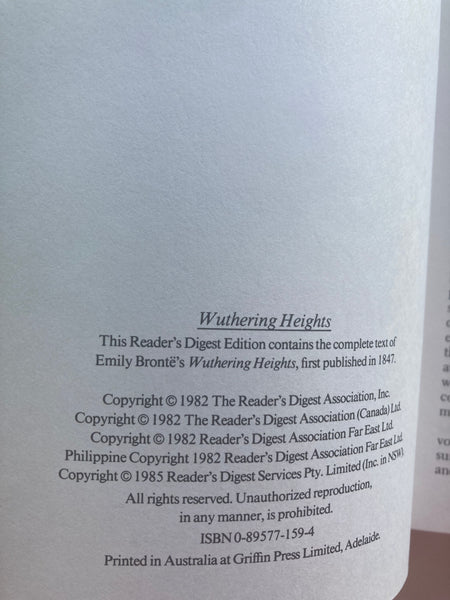 Wuthering Heights
This Reader's Digest Edition contains the complete text of
Emily Brontë's Wuthering Heights, first published in 1847.
Copyright © 1982 The Reader's Digest Association, Inc.
Copyright © 1982 The Reader's Digest Association (Canada) Ltd.
Copyright © 1982 Reader's Digest Association Far East Ltd.
Philippine Copyright 1982 Reader's Digest Association Far East Ltd.
Copyright © 1985 Reader's Digest Services Pty. Limited (Inc. in NSW).
All rights reserved. Unauthorized reproduction,
in any manner, is prohibited.
ISBN 0-89577-159-4
Printed in Australia at Griffin Press Limited, Adelaide.